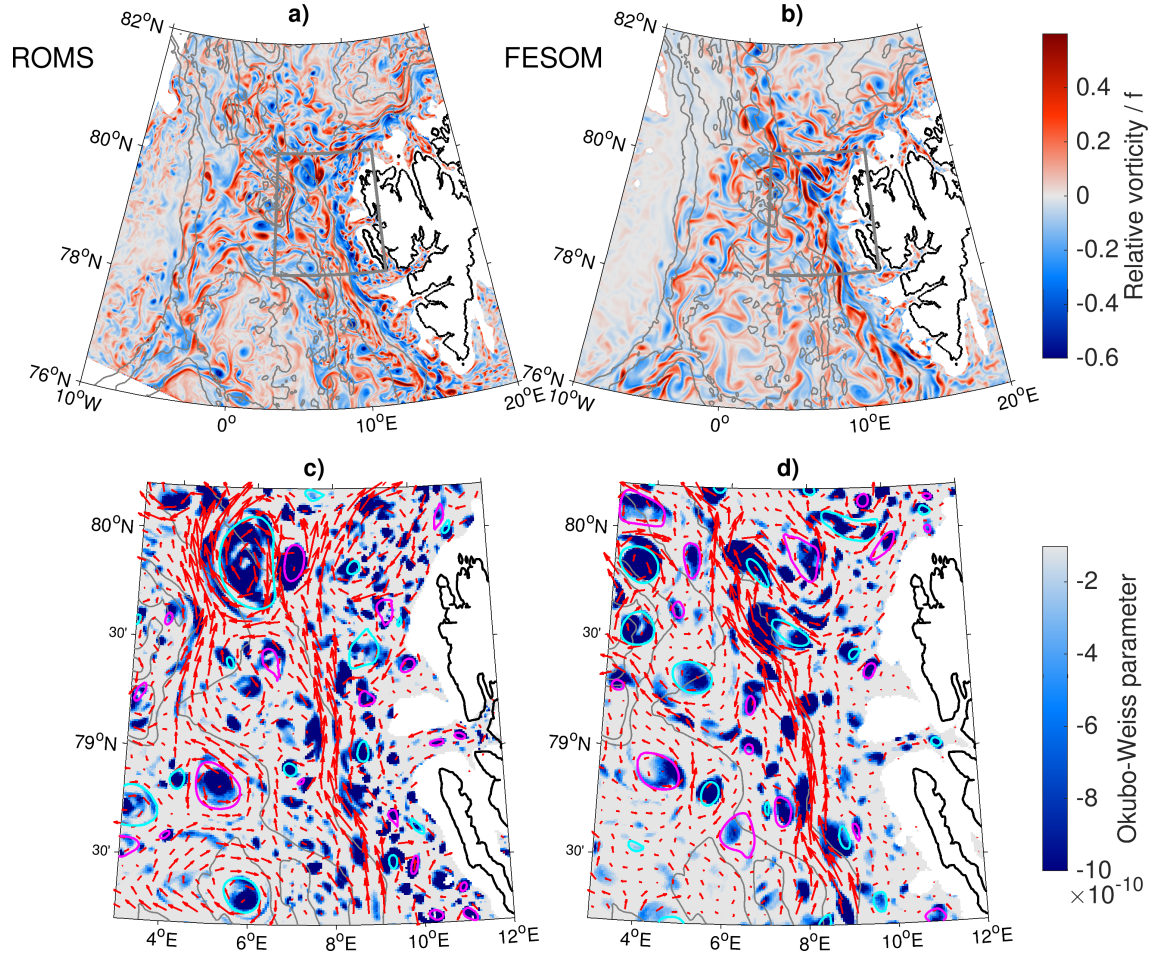 a)
b)
ROMS
FESOM
82°N
80°N
78°N
76°N
10°W
0°
10°E
20°E
82°N
80°N
78°N
76°N
10°W
0°
10°E
20°E
0.4
0.2
0
-0.2
-0.4
-0.6
Relative vorticity / f
c)
d)
80°N
30'
79°N
30'
4°E
6°E
8°E
10°E
12°E
80°N
30'
79°N
30'
4°E
6°E
8°E
10°E
12°E
-2
-4
-6
-8
-10
×10⁻¹⁰
Okubo-Weiss parameter